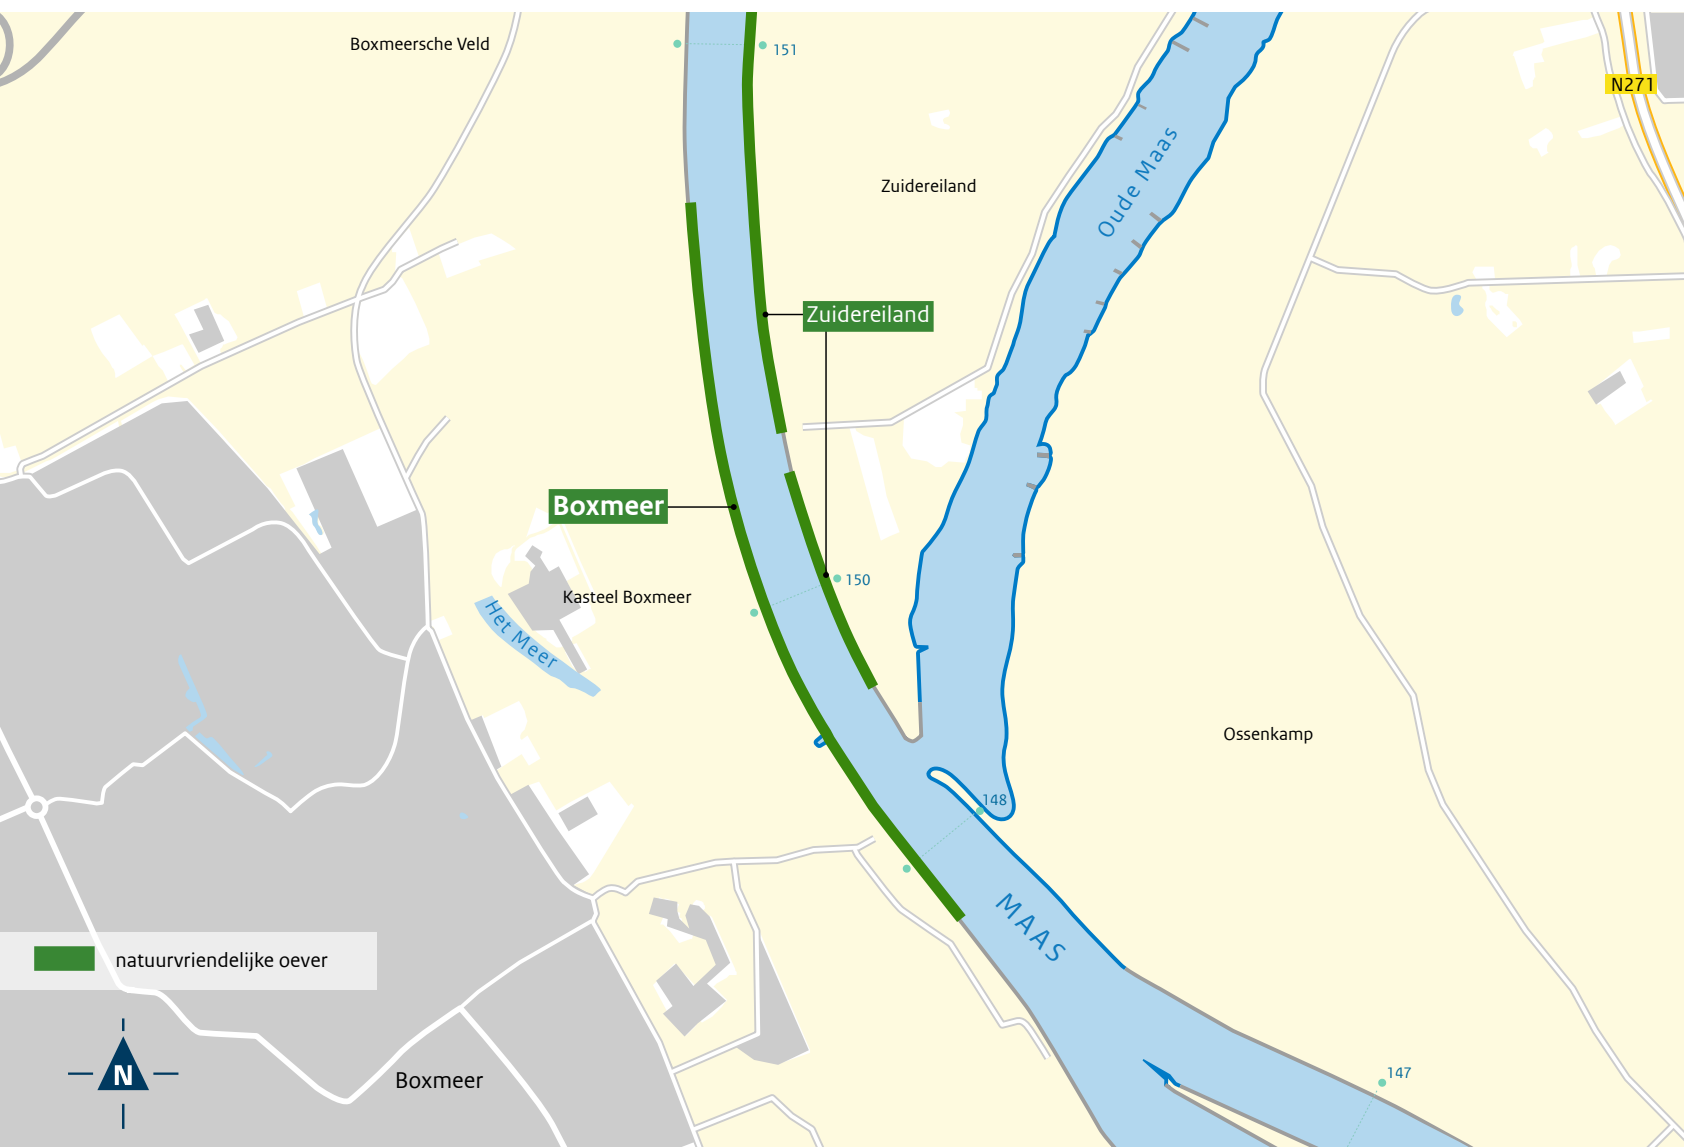 Boxmeersche Veld
151
N271
Oude Maas
Zuidereiland
Zuidereiland
Boxmeer
150
Kasteel Boxmeer
Het Meer
Ossenkamp
148
MAAS
natuurvriendelijke oever
147
N
Boxmeer